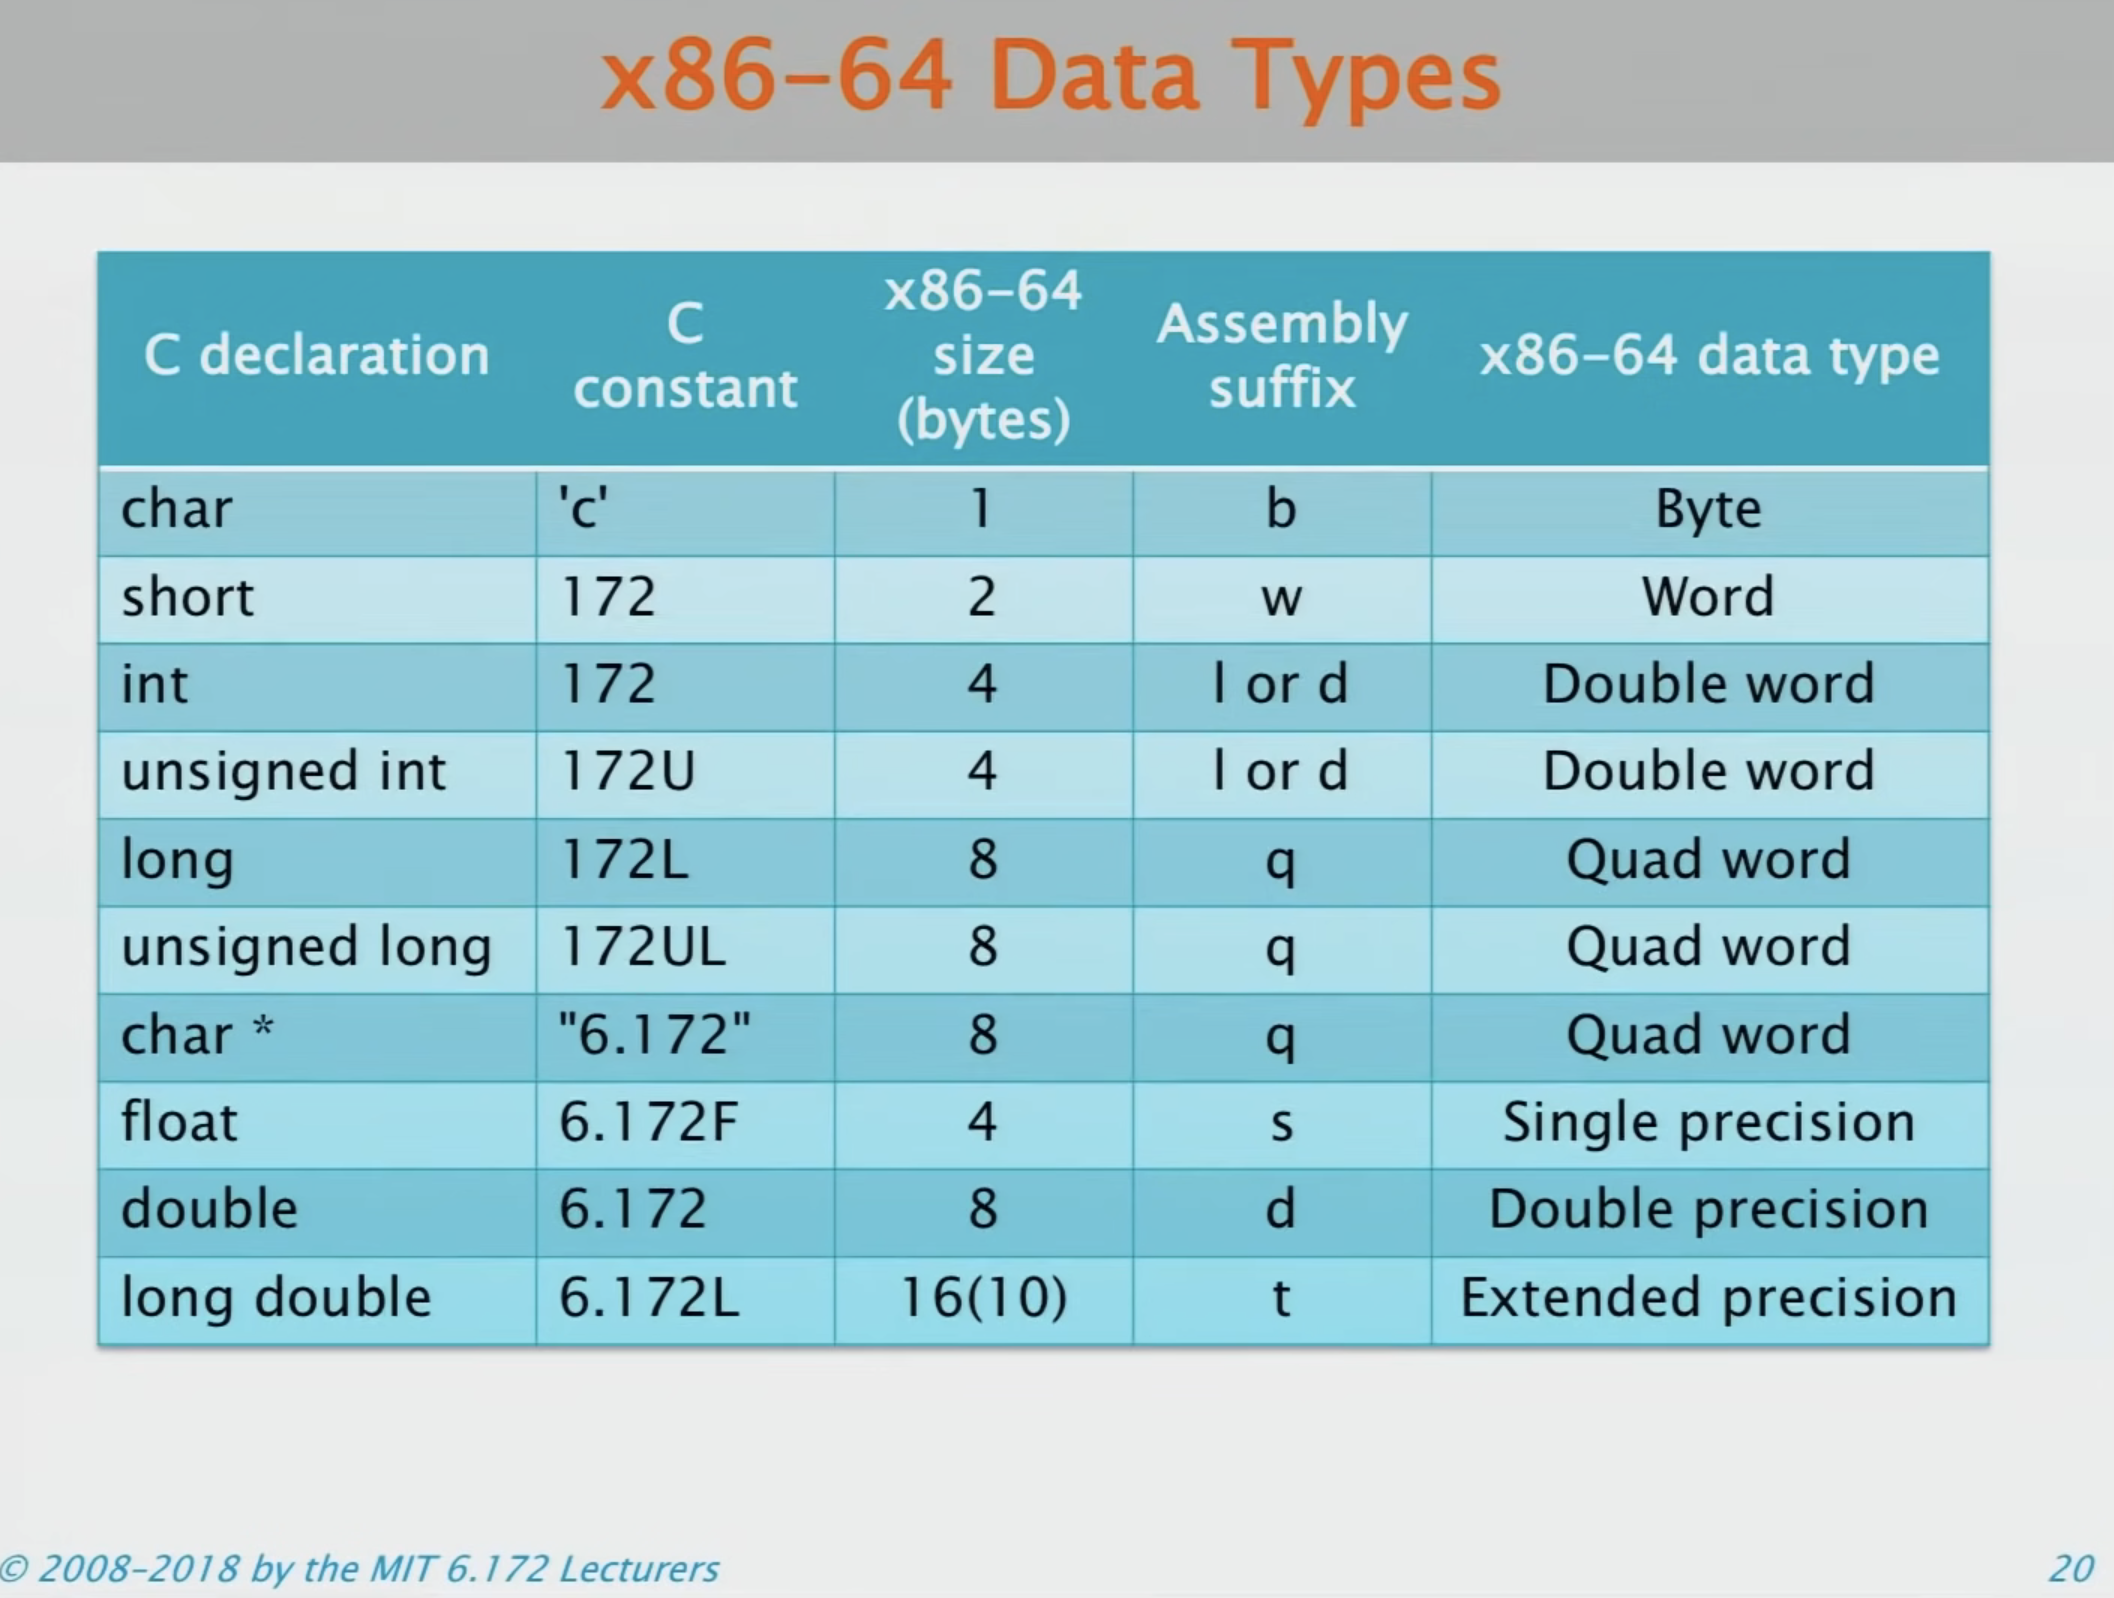 x86-64 Data Types
C declaration C constant x86-64 size (bytes) Assembly suffix x86-64 data type
char 'c' 1 b Byte
short 172 2 w Word
int 172 4 l or d Double word
unsigned int 172U 4 l or d Double word
long 172L 8 q Quad word
unsigned long 172UL 8 q Quad word
char * "6.172" 8 q Quad word
float 6.172F 4 s Single precision
double 6.172 8 d Double precision
long double 6.172L 16(10) t Extended precision
© 2008-2018 by the MIT 6.172 Lecturers 20